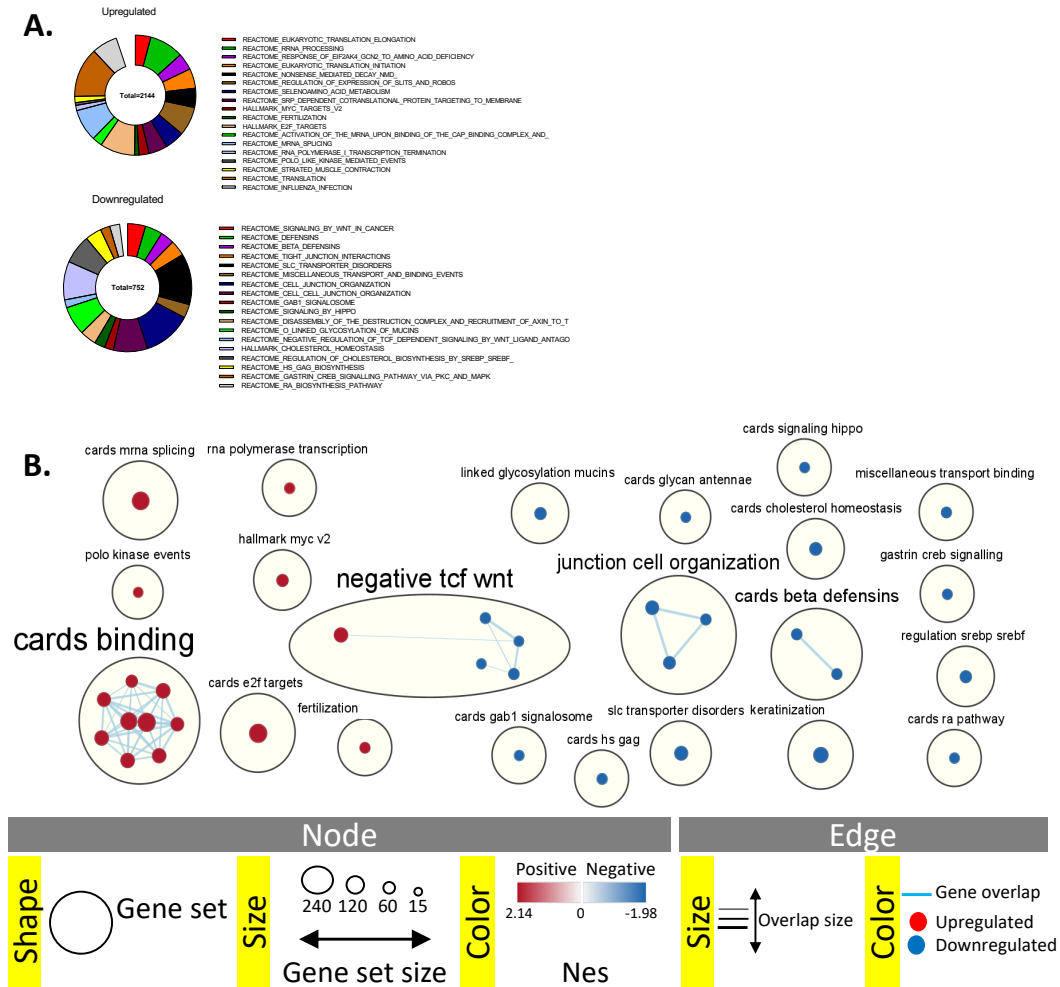 A.
Upregulated
Total=2144
REACTOME_EUKARYOTIC_TRANSLATION_ELONGATION
REACTOME_RRNA_PROCESSING
REACTOME_RESPONSE_OF_EIF2AK4_GCN2_TO_AMINO_ACID_DEFICIENCY
REACTOME_EUKARYOTIC_TRANSLATION_INITIATION
REACTOME_NONSENSE_MEDIATED_DECAY_NMD_
REACTOME_REGULATION_OF_EXPRESSION_OF_SLITS_AND_ROBOS
REACTOME_SELENOAMINO_ACID_METABOLISM
REACTOME_SRP_DEPENDENT_COTRANSLATIONAL_PROTEIN_TARGETING_TO_MEMBRANE
HALLMARK_MYC_TARGETS_V2
REACTOME_FERTILIZATION
HALLMARK_E2F_TARGETS
REACTOME_ACTIVATION_OF_THE_MRNA_UPON_BINDING_OF_THE_CAP_BINDING_COMPLEX_AND_
REACTOME_MRNA_SPLICING
REACTOME_RNA_POLYMERASE_I_TRANSCRIPTION_TERMINATION
REACTOME_POLO_LIKE_KINASE_MEDIATED_EVENTS
REACTOME_STRIATED_MUSCLE_CONTRACTION
REACTOME_TRANSLATION
REACTOME_INFLUENZA_INFECTION
Downregulated
Total=752
REACTOME_SIGNALING_BY_WNT_IN_CANCER
REACTOME_DEFENSINS
REACTOME_BETA_DEFENSINS
REACTOME_TIGHT_JUNCTION_INTERACTIONS
REACTOME_SLC_TRANSPORTER_DISORDERS
REACTOME_MISCELLANEOUS_TRANSPORT_AND_BINDING_EVENTS
REACTOME_CELL_JUNCTION_ORGANIZATION
REACTOME_CELL_CELL_JUNCTION_ORGANIZATION
REACTOME_GAB1_SIGNALOSOME
REACTOME_SIGNALING_BY_HIPPO
REACTOME_DISASSEMBLY_OF_THE_DESTRUCTION_COMPLEX_AND_RECRUITMENT_OF_AXIN_TO_T
REACTOME_O_LINKED_GLYCOSYLATION_OF_MUCINS
REACTOME_NEGATIVE_REGULATION_OF_TCF_DEPENDENT_SIGNALING_BY_WNT_LIGAND_ANTAGO
HALLMARK_CHOLESTEROL_HOMEOSTASIS
REACTOME_REGULATION_OF_CHOLESTEROL_BIOSYNTHESIS_BY_SREBP_SREBF_
REACTOME_HS_GAG_BIOSYNTHESIS
REACTOME_GASTRIN_CREB_SIGNALLING_PATHWAY_VIA_PKC_AND_MAPK
REACTOME_RA_BIOSYNTHESIS_PATHWAY
B.
cards mrna splicing
rna polymerase transcription
cards signaling hippo
linked glycosylation mucins
cards glycan antennae
miscellaneous transport binding
cards cholesterol homeostasis
polo kinase events
hallmark myc v2
negative tcf wnt
junction cell organization
gastrin creb signalling
cards beta defensins
cards binding
regulation srebp srebf
cards e2f targets
fertilization
cards gab1 signalosome
slc transporter disorders
keratinization
cards ra pathway
cards hs gag
Node
Edge
Shape
Gene set
Size
240 120 60 15
Gene set size
Color
Positive Negative
2.14 0 -1.98
Nes
Size
Overlap size
Color
Gene overlap
Upregulated
Downregulated